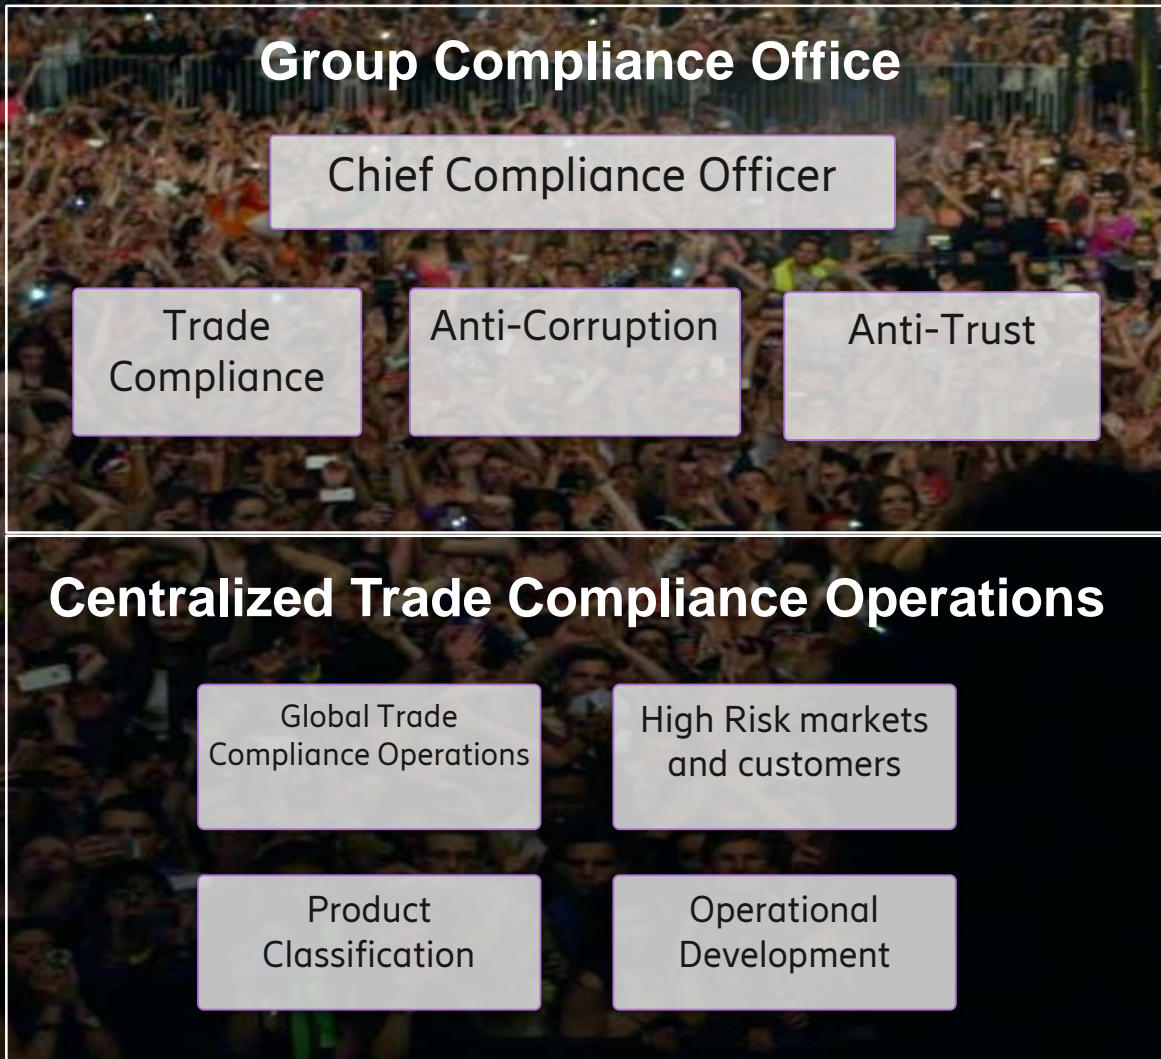 Group Compliance Office
Chief Compliance Officer
Trade
Compliance
Anti-Corruption
Anti-Trust
Centralized Trade Compliance Operations
Global Trade
Compliance Operations
High Risk markets
and customers
Product
Classification
Operational
Development